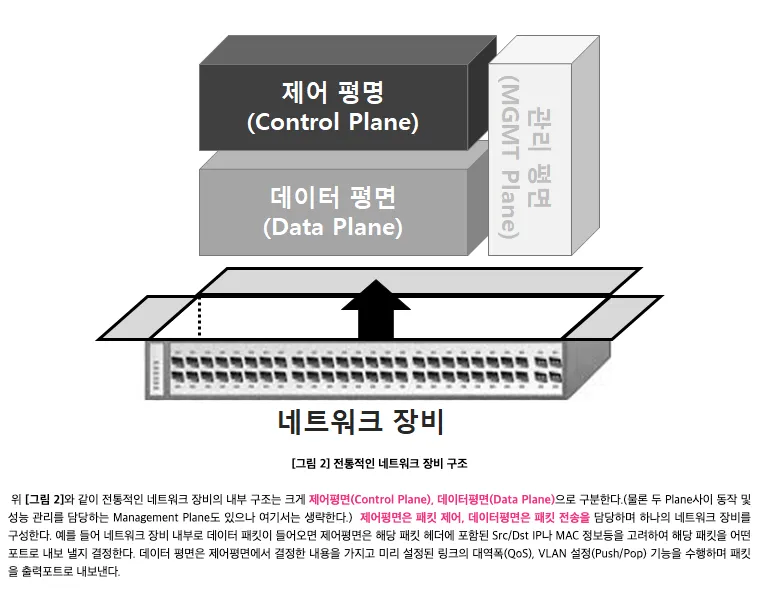 제어 평명
(Control Plane)
데이터 평면
(Data Plane)
관리 평면
(MGMT Plane)
네트워크 장비
[그림 2] 전통적인 네트워크 장비 구조
위 [그림 2]와 같이 전통적인 네트워크 장비의 내부 구조는 크게 제어평면(Control Plane), 데이터평면(Data Plane)으로 구분한다.(물론 두 Plane사이 동작 및
성능 관리를 담당하는 Management Plane도 있으나 여기서는 생략한다.) 제어평면은 패킷 제어, 데이터평면은 패킷 전송을 담당하며 하나의 네트워크 장비를
구성한다. 예를 들어 네트워크 장비 내부로 데이터 패킷이 들어오면 제어평면은 해당 패킷 헤더에 포함된 Src/Dst IP나 MAC 정보등을 고려하여 해당 패킷을 어떤
포트로 내보 낼지 결정한다. 데이터 평면은 제어평면에서 결정한 내용을 가지고 미리 설정된 링크의 대역폭(QoS), VLAN 설정(Push/Pop) 기능을 수행하며 패킷
을 출력포트로 내보낸다.